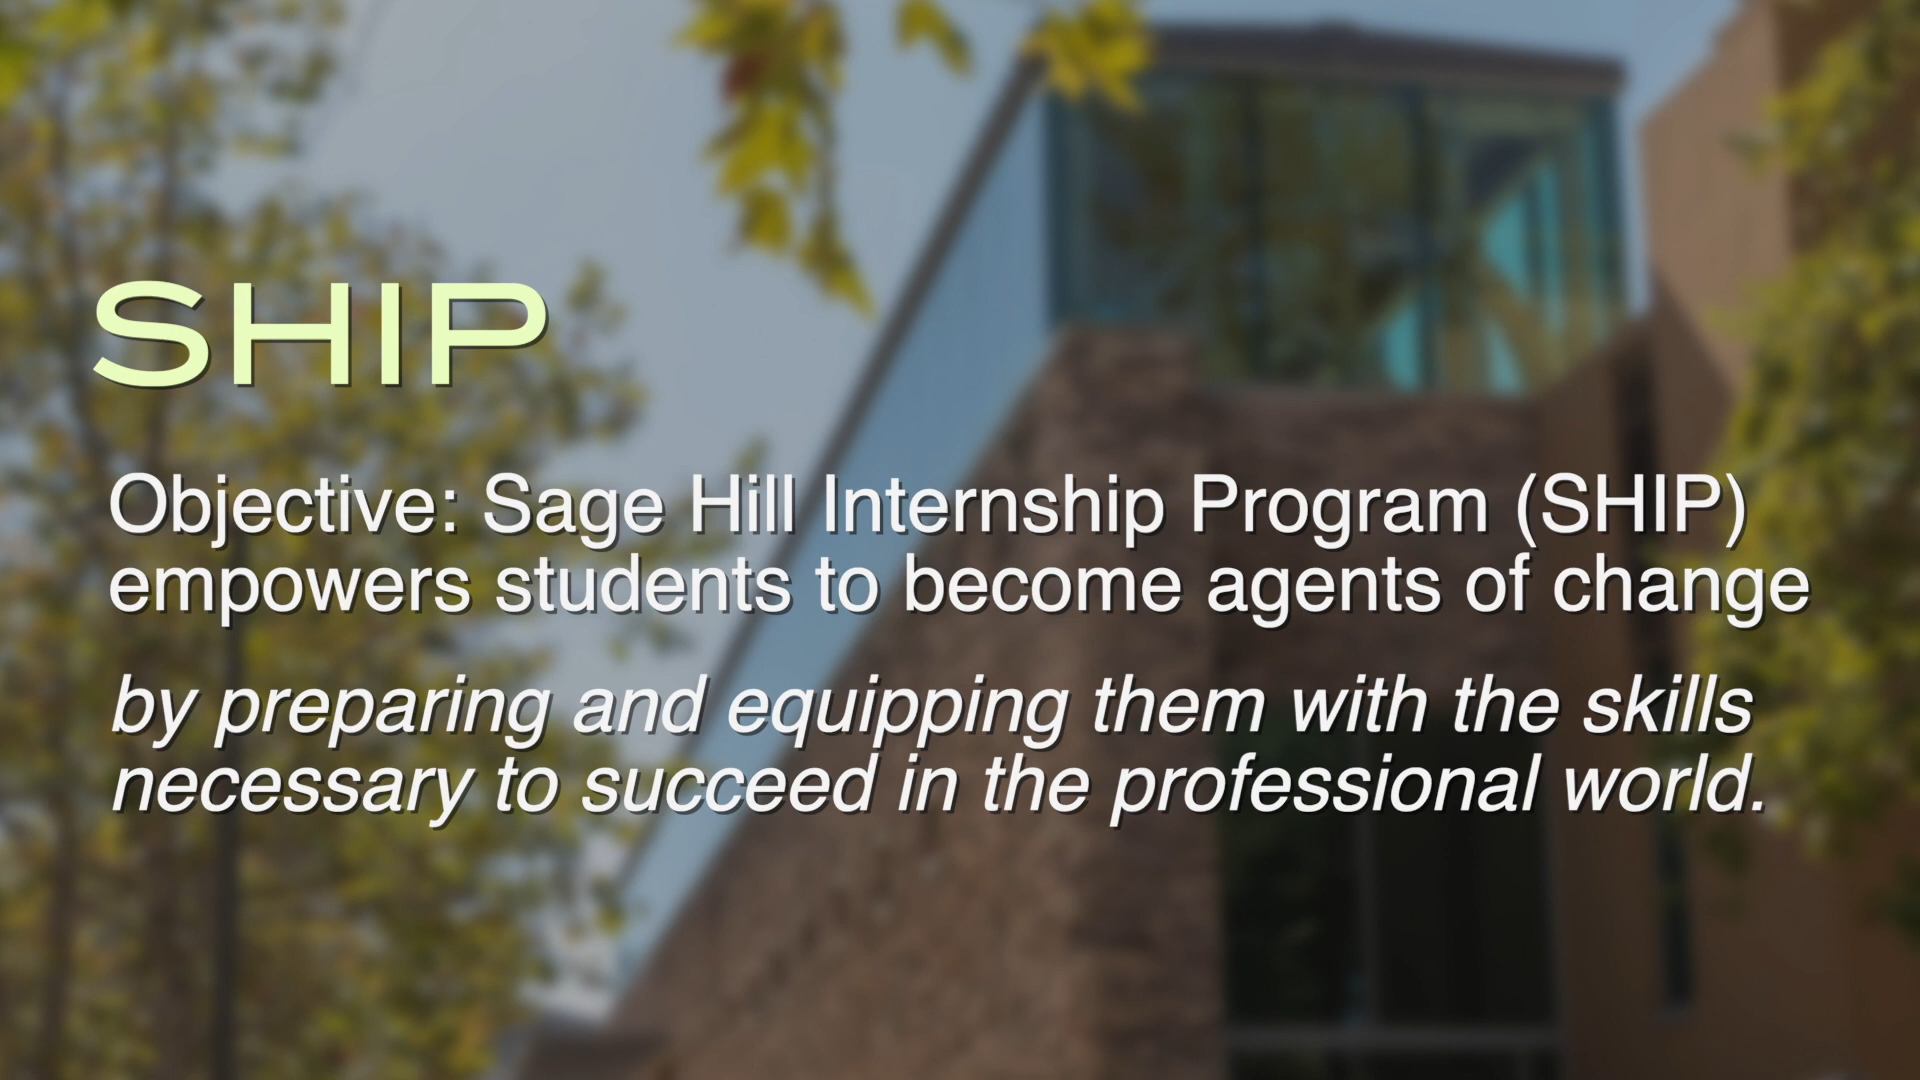 SHIP
Objective: Sage Hill Internship Program (SHIP)
empowers students to become agents of change
by preparing and equipping them with the skills
necessary to succeed in the professional world.